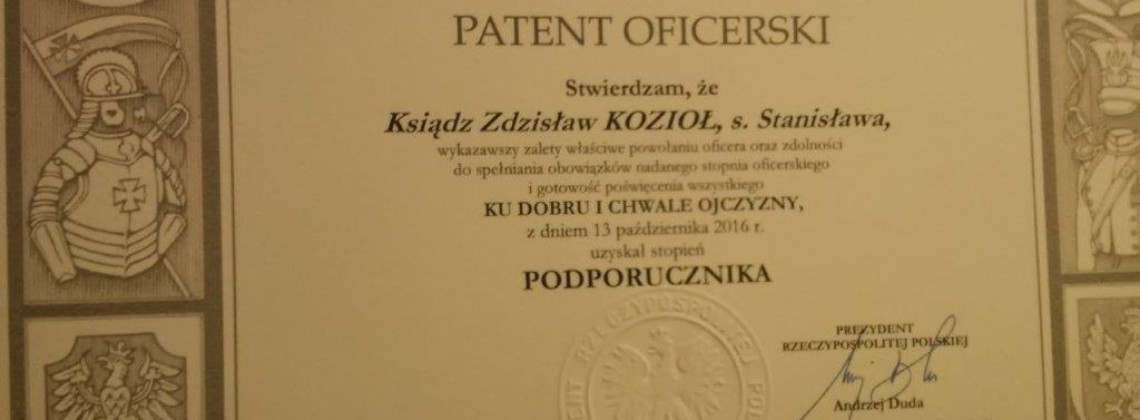 PATENT OFICERSKI
Stwierdzam, że
Ksiądz Zdzisław KOZIOŁ, s. Stanisława,
wykazawszy zalety właściwe powołaniu oficera oraz zdolności
do spełniania obowiązków nadanego stopnia oficerskiego
i gotowość poświęcenia wszystkiego
KU DOBRU I CHWALE OJCZYZNY,
z dniem 13 października 2016 r.
uzyskał stopień
PODPORUCZNIKA
PREZYDENT
RZECZYPOSPOLITEJ POLSKIEJ
Andrzej Duda
RZECZYPOSPOLITEJ